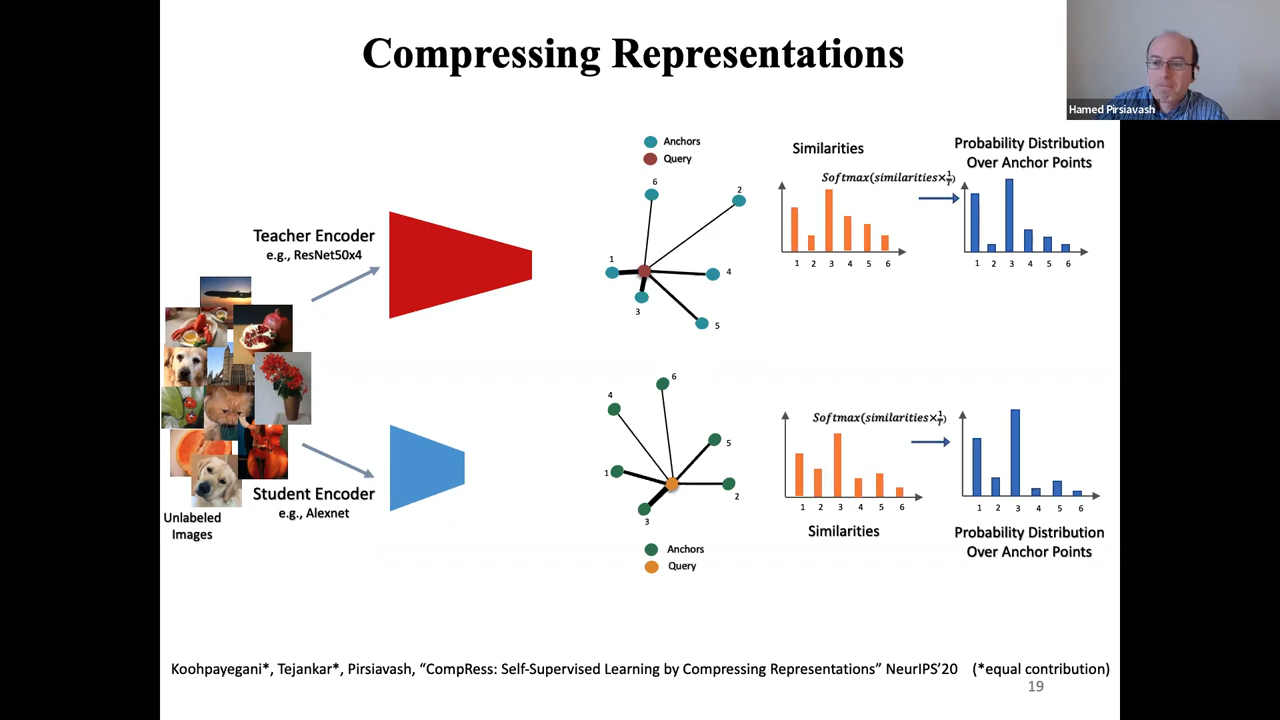 Compressing Representations
Hamed Pirsiavash
Anchors
Query
Similarities
Probability Distribution
Over Anchor Points
Softmax(similarities×1/τ)
Teacher Encoder
e.g., ResNet50x4
6
2
1
4
3
5
1 2 3 4 5 6
1 2 3 4 5 6
Unlabeled
Images
Student Encoder
e.g., Alexnet
6
4
5
1
2
3
Anchors
Query
Softmax(similarities×1/τ)
1 2 3 4 5 6
Similarities
1 2 3 4 5 6
Probability Distribution
Over Anchor Points
Koohpayegani*, Tejankar*, Pirsiavash, “CompRess: Self-Supervised Learning by Compressing Representations” NeurIPS’20 (*equal contribution)
19